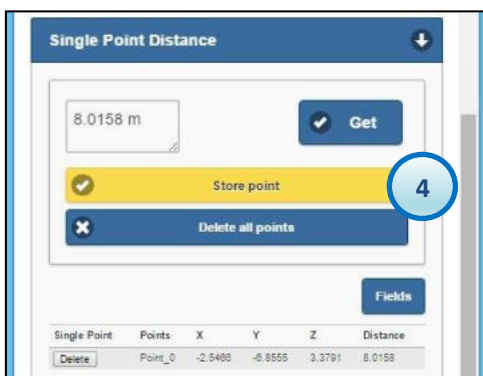 Single Point Distance
8.0158 m
Get
Store point
4
Delete all points
Fields
Single Point Points X Y Z Distance
Delete Point_0 -2.5466 -6.8555 3.3791 8.0158